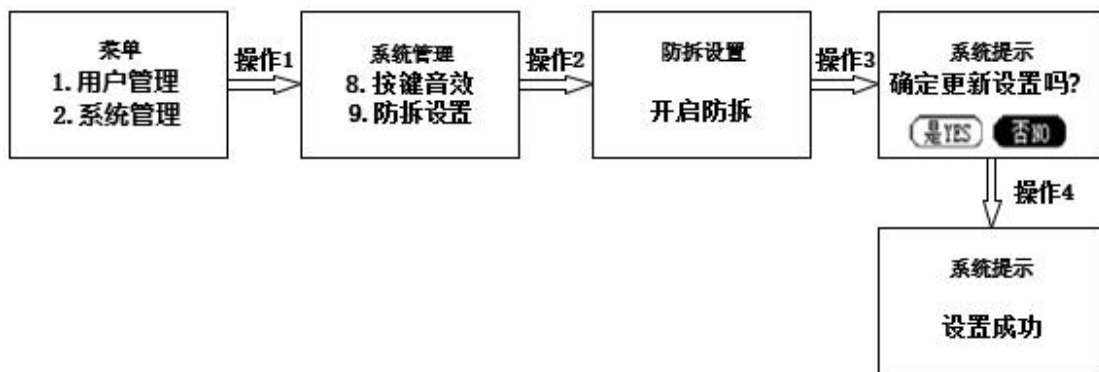 菜单
1. 用户管理
2. 系统管理
操作1
系统管理
8. 按键音效
9. 防拆设置
操作2
防拆设置
开启防拆
操作3
系统提示
确定更新设置吗?
是YES 否NO
操作4
系统提示
设置成功